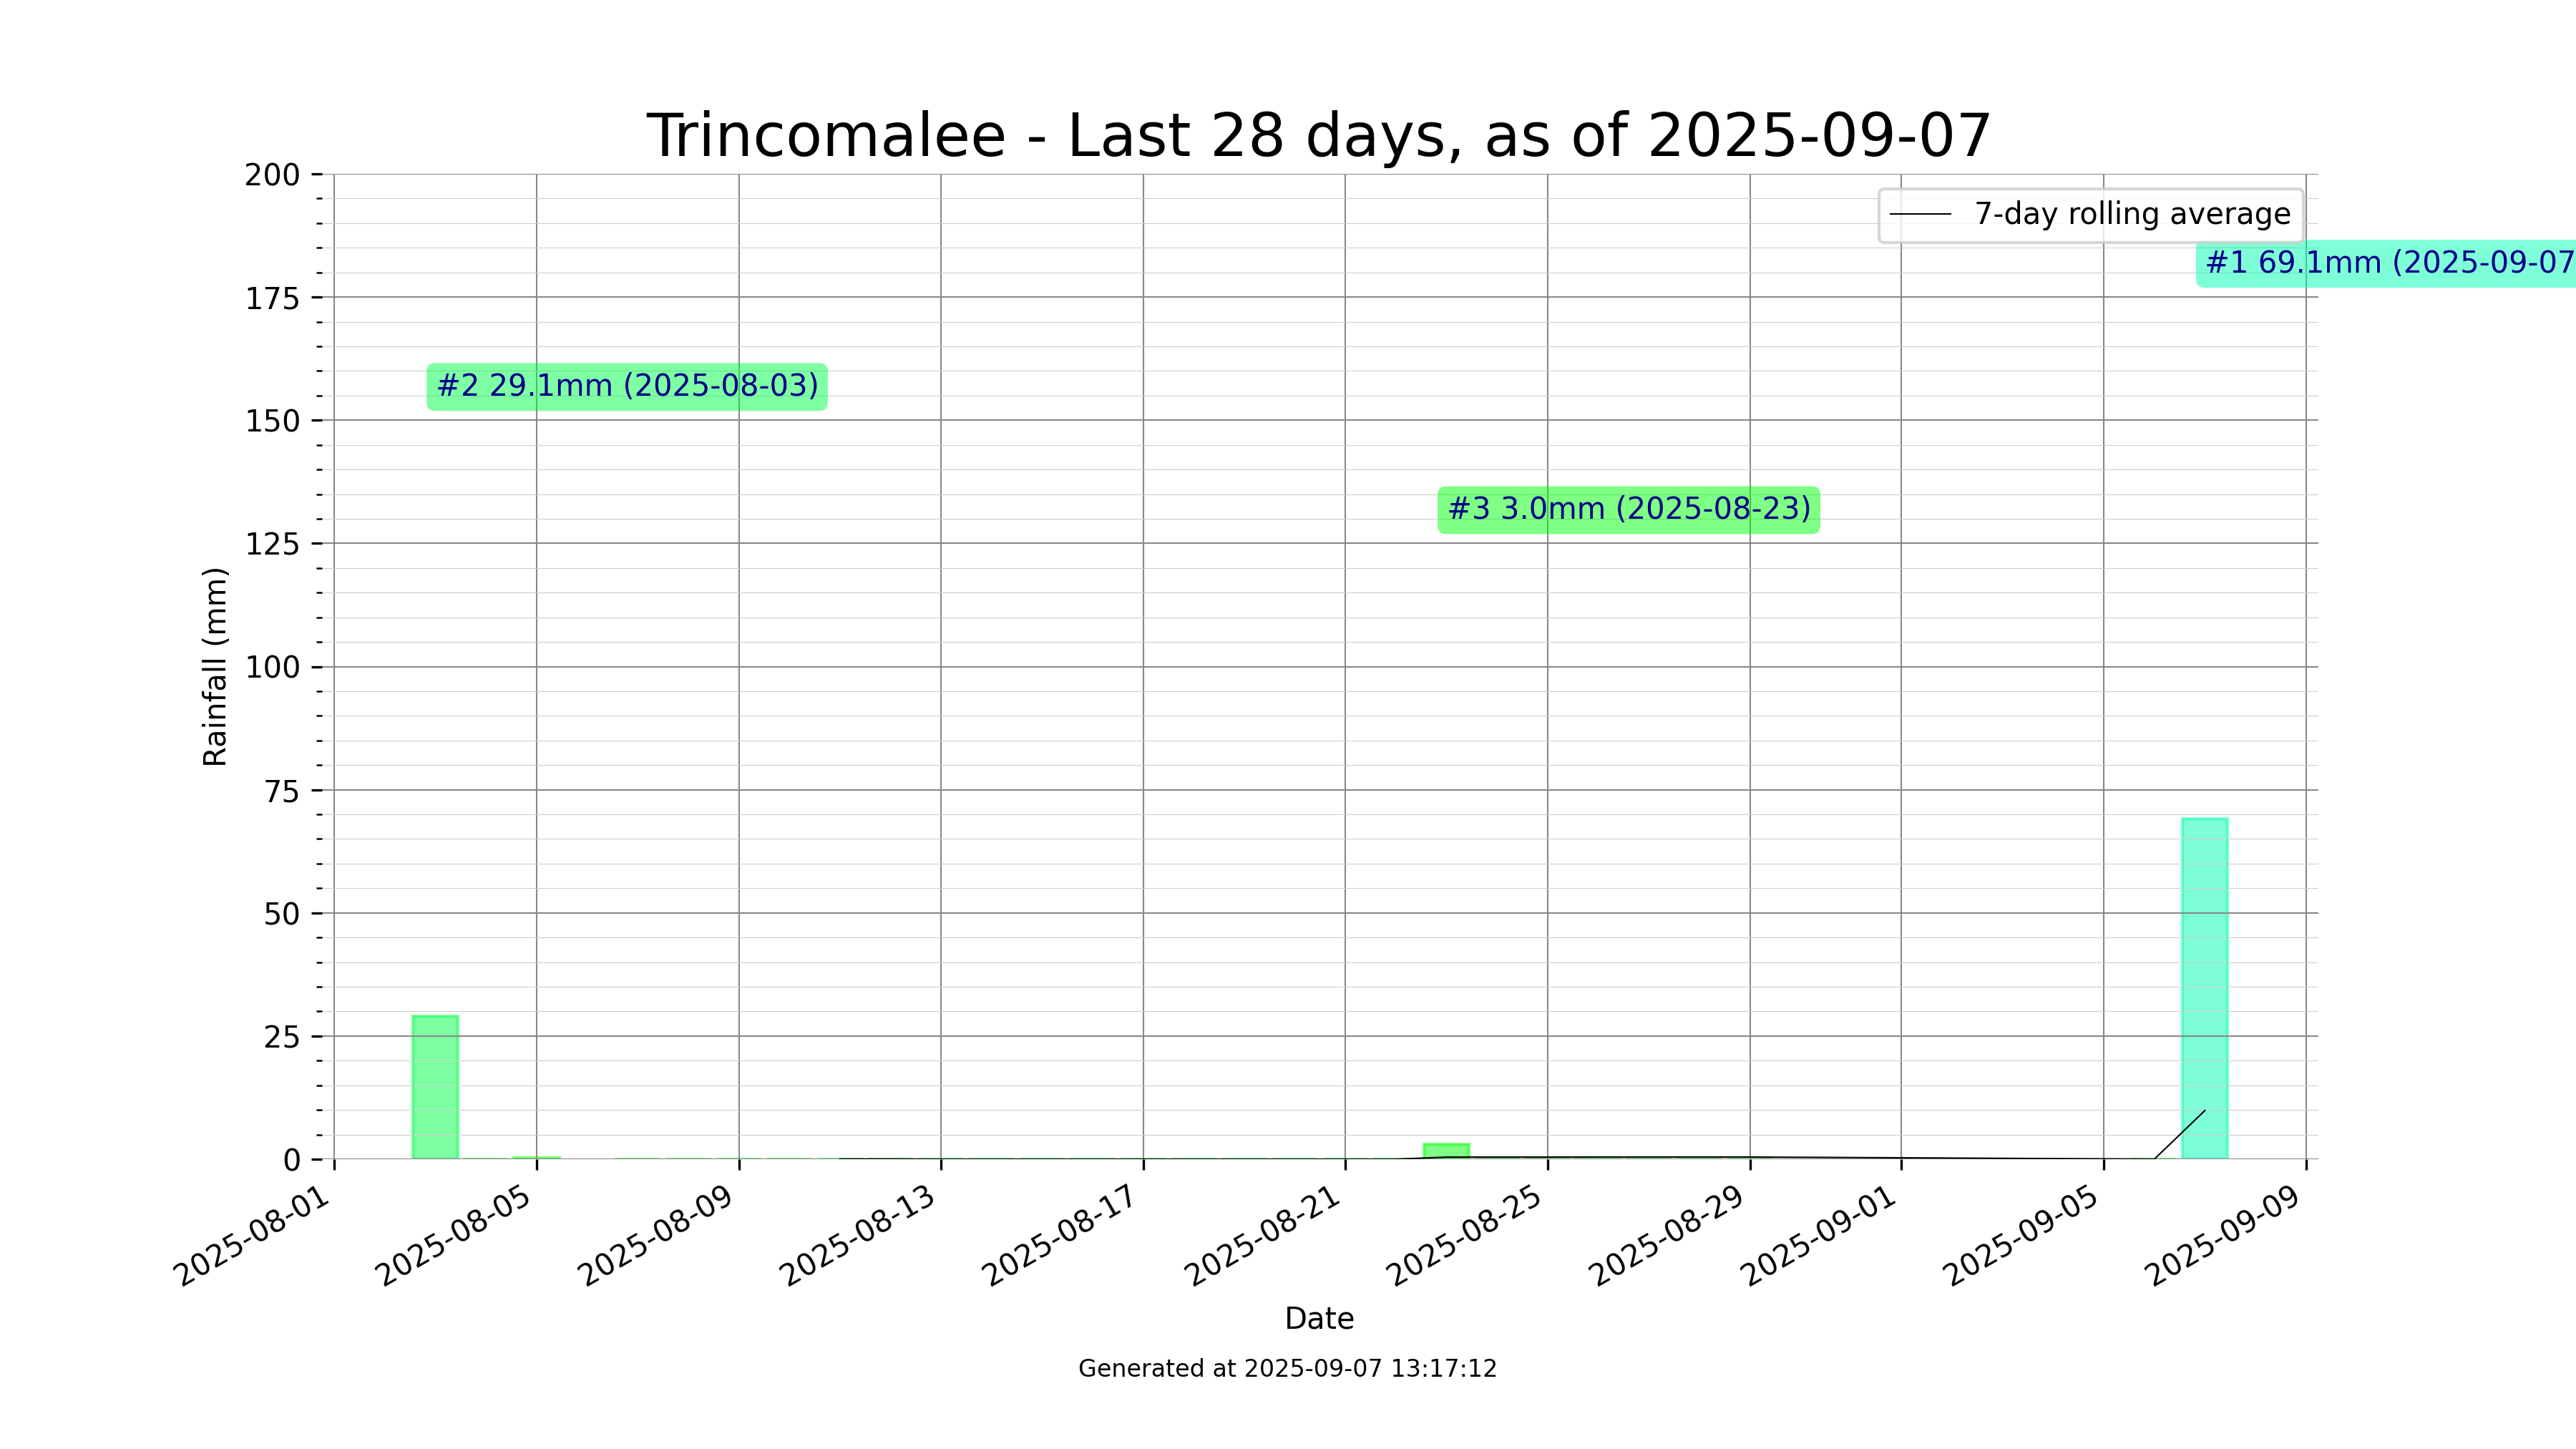 Trincomalee - Last 28 days, as of 2025-09-07
200
175
150
125
100
75
50
25
0
Rainfall (mm)
7-day rolling average
#1 69.1mm (2025-09-07
#2 29.1mm (2025-08-03)
#3 3.0mm (2025-08-23)
2025-08-01
2025-08-05
2025-08-09
2025-08-13
2025-08-17
2025-08-21
2025-08-25
2025-08-29
2025-09-01
2025-09-05
2025-09-09
Date
Generated at 2025-09-07 13:17:12